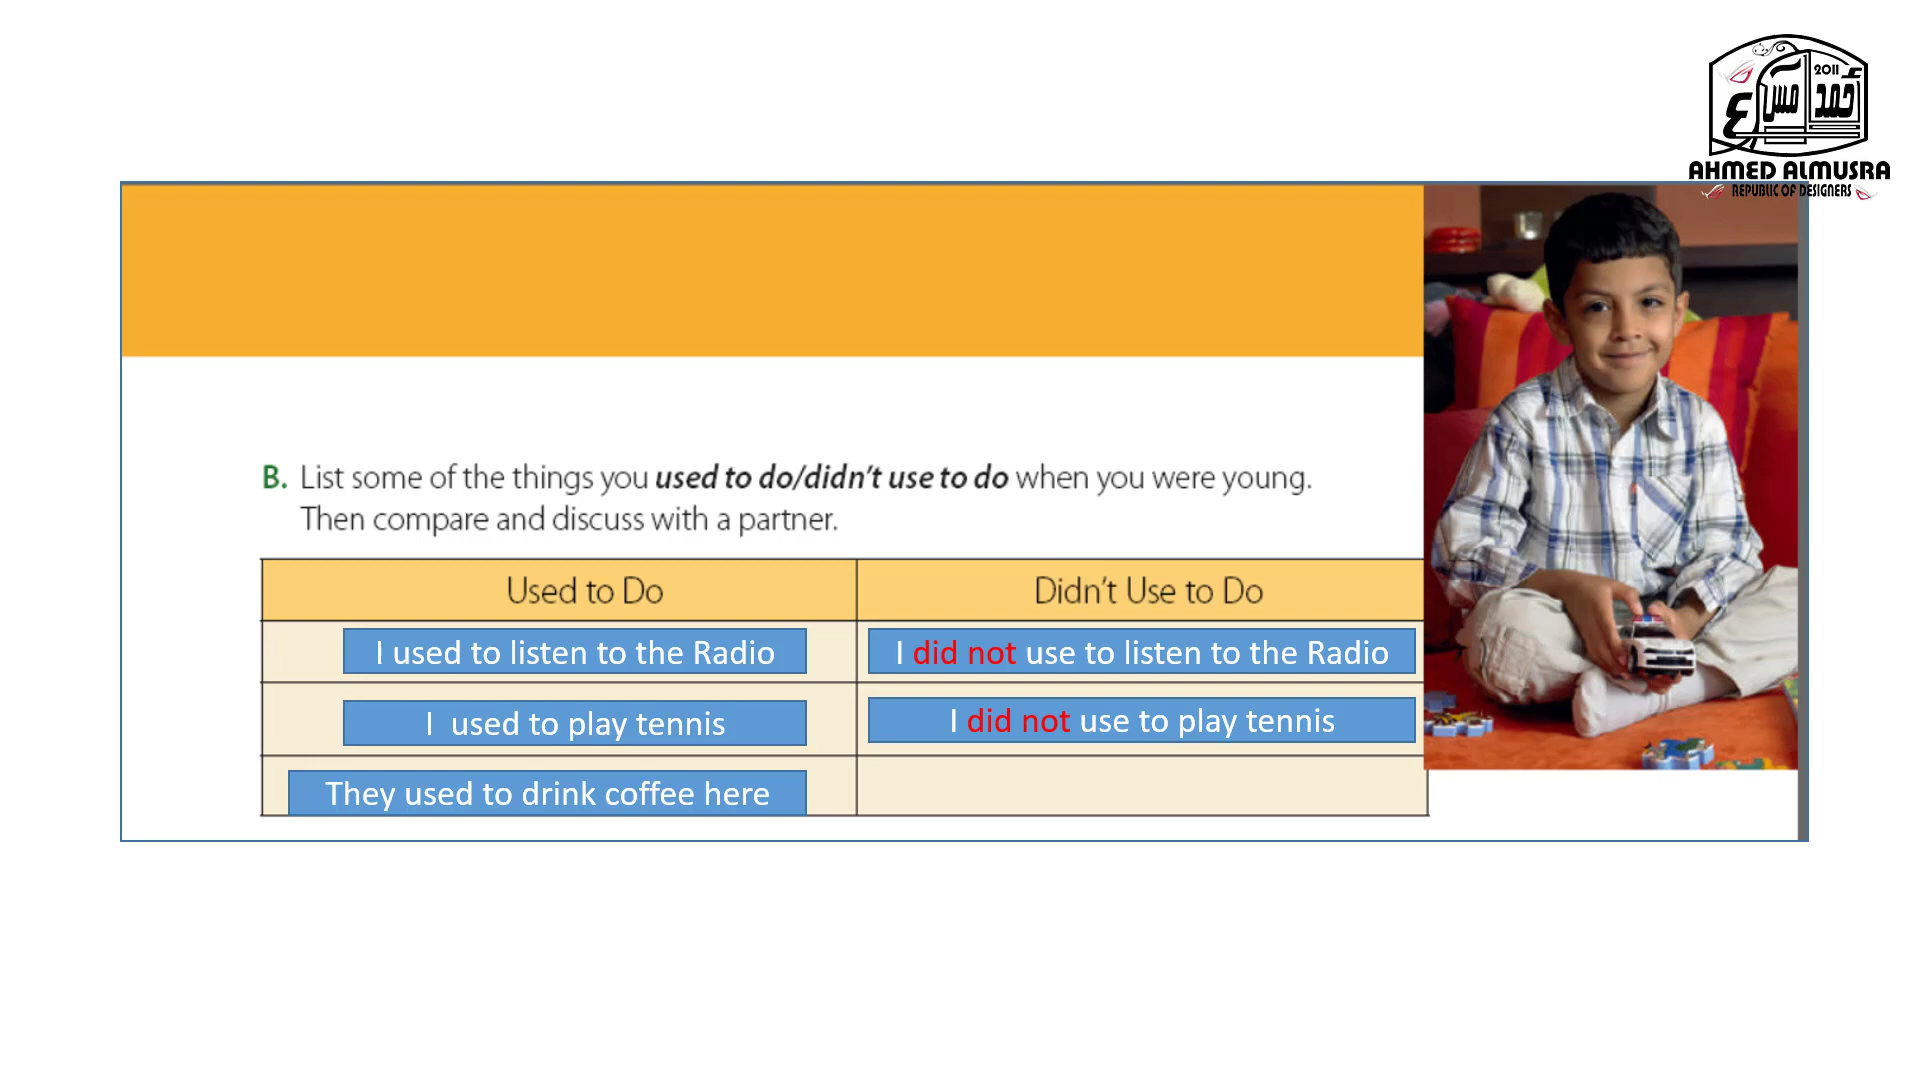 2011
أحمد مسرع
AHMED ALMUSRA
REPUBLIC OF DESIGNERS
B. List some of the things you used to do/didn't use to do when you were young.
Then compare and discuss with a partner.
Used to Do
Didn't Use to Do
I used to listen to the Radio
I did not use to listen to the Radio
I used to play tennis
I did not use to play tennis
They used to drink coffee here